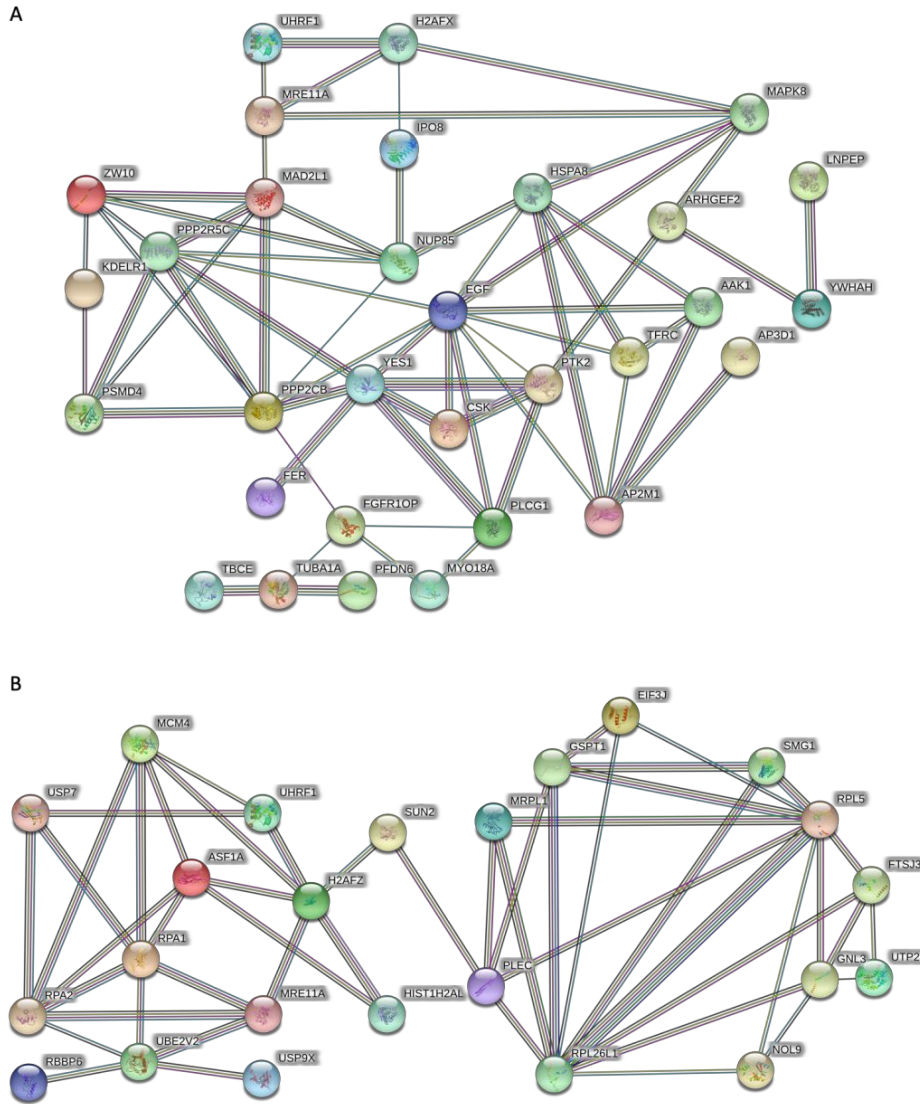 A
UHRF1
H2AFX
MRE11A
MAPK8
IPO8
ZW10
MAD2L1
HSPA8
LNPEP
ARHGEF2
PPP2R5C
NUP85
KDELR1
EGF
AAK1
YWHAH
TFRC
AP3D1
YES1
PTK2
PSMD4
PPP2CB
CSK
FER
FGFR1OP
PLCG1
AP2M1
TBCE
TUBA1A
PFDN6
MYO18A
B
MCM4
EIF3J
GSPT1
SMG1
USP7
UHRF1
SUN2
MRPL1
RPL5
ASF1A
H2AFZ
FTSJ3
RPA1
PLEC
GNL3
UTP2
RPA2
MRE11A
HIST1H2AL
UBE2V2
RPL26L1
NOL9
RBBP6
USP9X